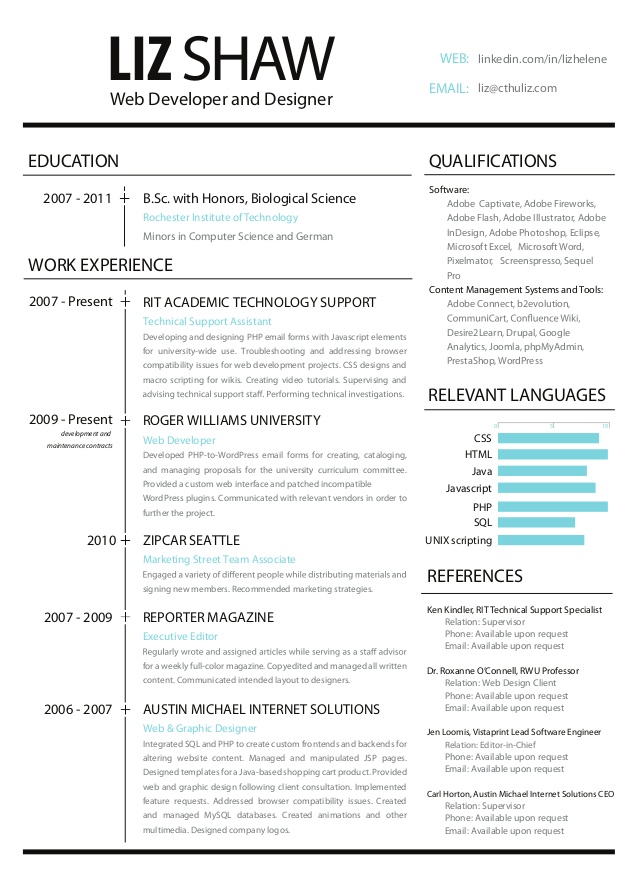 LIZ SHAW
Web Developer and Designer
WEB: linkedin.com/in/lizhelene
EMAIL: liz@cthuliz.com
EDUCATION
2007 - 2011 B.Sc. with Honors, Biological Science
Rochester Institute of Technology
Minors in Computer Science and German
WORK EXPERIENCE
2007 - Present RIT ACADEMIC TECHNOLOGY SUPPORT
Technical Support Assistant
Developing and designing PHP email forms with Javascript elements
for university-wide use. Troubleshooting and addressing browser
compatibility issues for web development projects. CSS designs and
macro scripting for wikis. Creating video tutorials. Supervising and
advising technical support staff. Performing technical investigations.
2009 - Present ROGER WILLIAMS UNIVERSITY
development and
maintenance contracts
Web Developer
Developed PHP-to-WordPress email forms for creating, cataloging,
and managing proposals for the university curriculum committee.
Provided a custom web interface and patched incompatible
WordPress plugins. Communicated with relevant vendors in order to
further the project.
2010 ZIPCAR SEATTLE
Marketing Street Team Associate
Engaged a variety of different people while distributing materials and
signing new members. Recommended marketing strategies.
2007 - 2009 REPORTER MAGAZINE
Executive Editor
Regularly wrote and assigned articles while serving as a staff advisor
for a weekly full-color magazine. Copyedited and managed all written
content. Communicated intended layout to designers.
2006 - 2007 AUSTIN MICHAEL INTERNET SOLUTIONS
Web & Graphic Designer
Integrated SQL and PHP to create custom frontends and backends for
altering website content. Managed and manipulated JSP pages.
Designed templates for a Java-based shopping cart product. Provided
web and graphic design following client consultation. Implemented
feature requests. Addressed browser compatibility issues. Created
and managed MySQL databases. Created animations and other
multimedia. Designed company logos.
QUALIFICATIONS
Software:
Adobe Captivate, Adobe Fireworks,
Adobe Flash, Adobe Illustrator, Adobe
InDesign, Adobe Photoshop, Eclipse,
Microsoft Excel, Microsoft Word,
Pixelmator, Screenspresso, Sequel
Pro
Content Management Systems and Tools:
Adobe Connect, b2evolution,
CommuniCart, Confluence Wiki,
Desire2Learn, Drupal, Google
Analytics, Joomla, phpMyAdmin,
PrestaShop, WordPress
RELEVANT LANGUAGES
0 5 10
CSS
HTML
Java
Javascript
PHP
SQL
UNIX scripting
REFERENCES
Ken Kindler, RIT Technical Support Specialist
Relation: Supervisor
Phone: Available upon request
Email: Available upon request
Dr. Roxanne O'Connell, RWU Professor
Relation: Web Design Client
Phone: Available upon request
Email: Available upon request
Jen Loomis, Vistaprint Lead Software Engineer
Relation: Editor-in-Chief
Phone: Available upon request
Email: Available upon request
Carl Horton, Austin Michael Internet Solutions CEO
Relation: Supervisor
Phone: Available upon request
Email: Available upon request